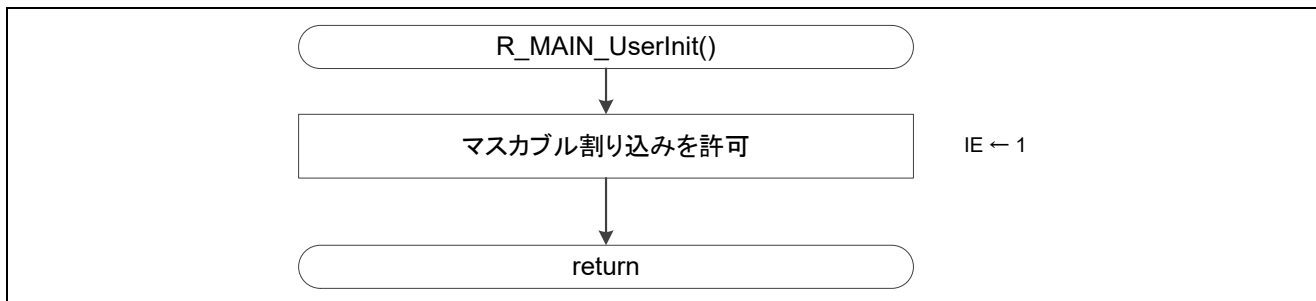 R_MAIN_UserInit()
マスカブル割り込みを許可
IE ← 1
return